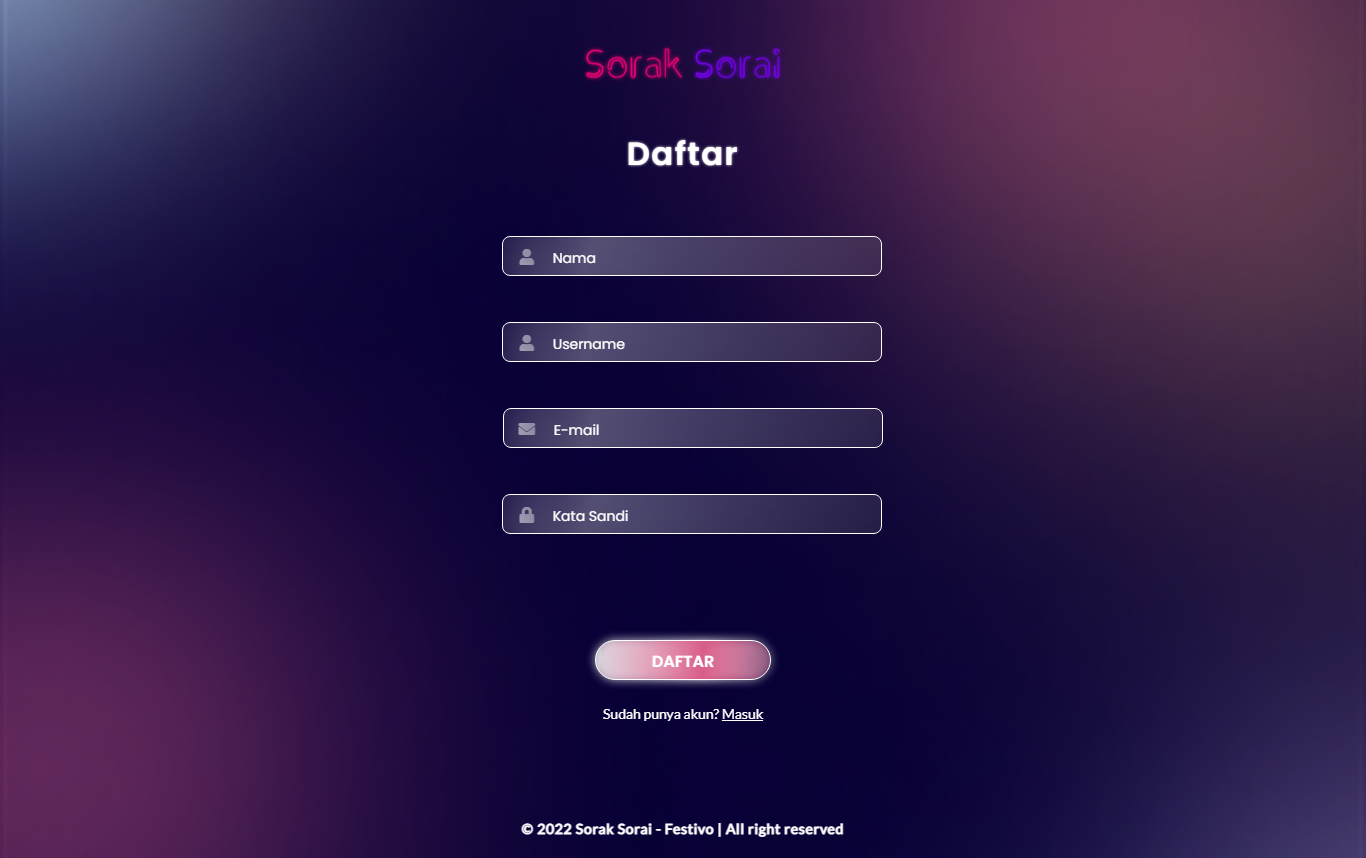 Sorak Sorai
Daftar
Nama
Username
E-mail
Kata Sandi
DAFTAR
Sudah punya akun? Masuk
© 2022 Sorak Sorai - Festivo | All right reserved